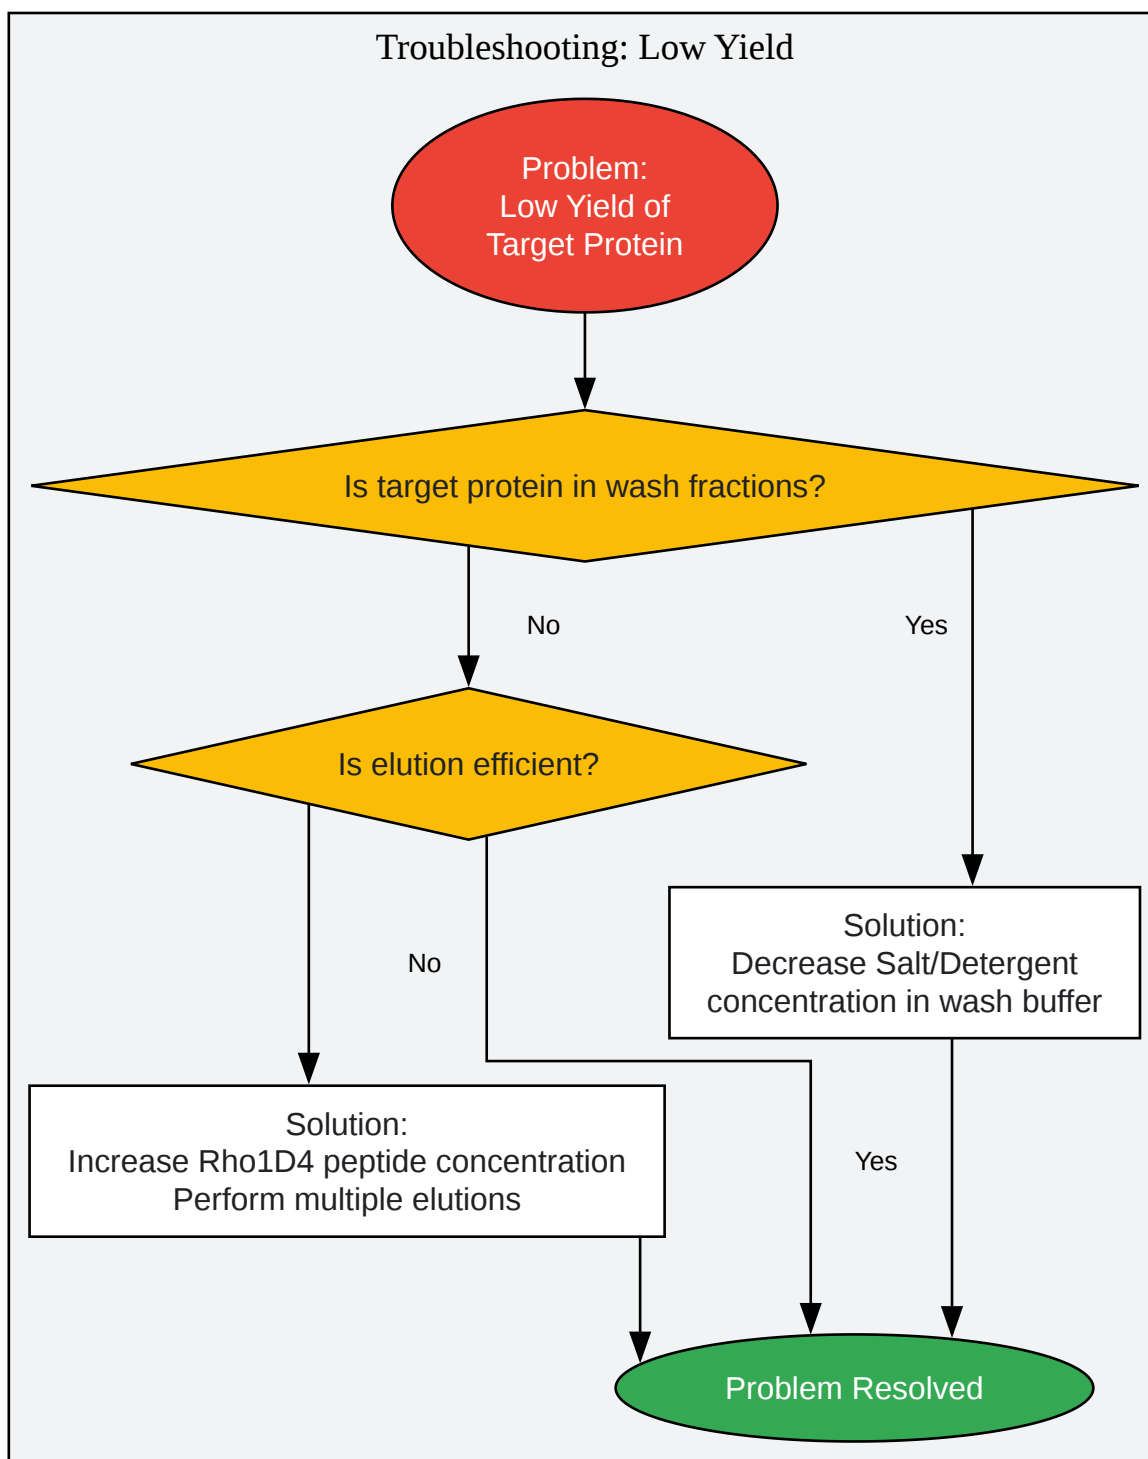 Troubleshooting: Low Yield
Problem:
Low Yield of
Target Protein
Is target protein in wash fractions?
No
Yes
Is elution efficient?
Solution:
Decrease Salt/Detergent
concentration in wash buffer
No
Solution:
Increase Rho1D4 peptide concentration
Perform multiple elutions
Yes
Problem Resolved